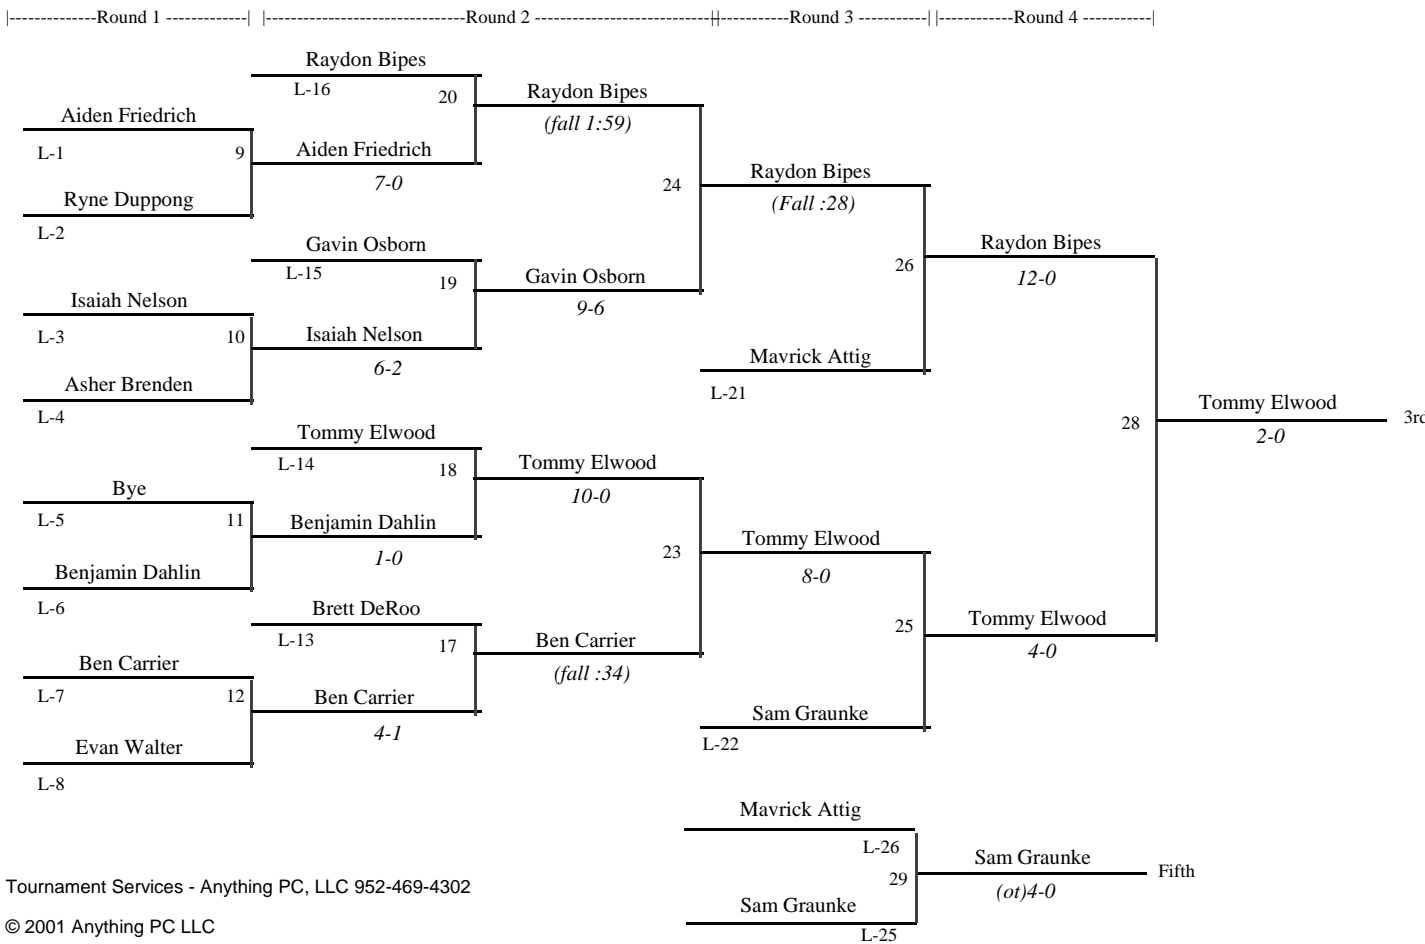 |--------------Round 1 -------------| |--------------------------------Round 2 ----------------------------||------------Round 3 -----------| |------------Round 4 -----------|
Raydon Bipes
L-16
20
Raydon Bipes
(fall 1:59)
Aiden Friedrich
L-1
9
Aiden Friedrich
7-0
Ryne Duppong
L-2
24
Raydon Bipes
(Fall :28)
Gavin Osborn
L-15
19
Gavin Osborn
9-6
Isaiah Nelson
L-3
10
Isaiah Nelson
6-2
Asher Brenden
L-4
26
Raydon Bipes
12-0
Mavrick Attig
L-21
Tommy Elwood
L-14
18
Tommy Elwood
10-0
28
Tommy Elwood
2-0
3rd
Bye
L-5
11
Benjamin Dahlin
1-0
Benjamin Dahlin
L-6
23
Tommy Elwood
8-0
Brett DeRoo
L-13
17
Ben Carrier
(fall :34)
25
Tommy Elwood
4-0
Ben Carrier
L-7
12
Ben Carrier
4-1
Evan Walter
L-8
Sam Graunke
L-22
Mavrick Attig
L-26
29
Sam Graunke
(ot)4-0
Fifth
Sam Graunke
L-25
Tournament Services - Anything PC, LLC 952-469-4302
© 2001 Anything PC LLC